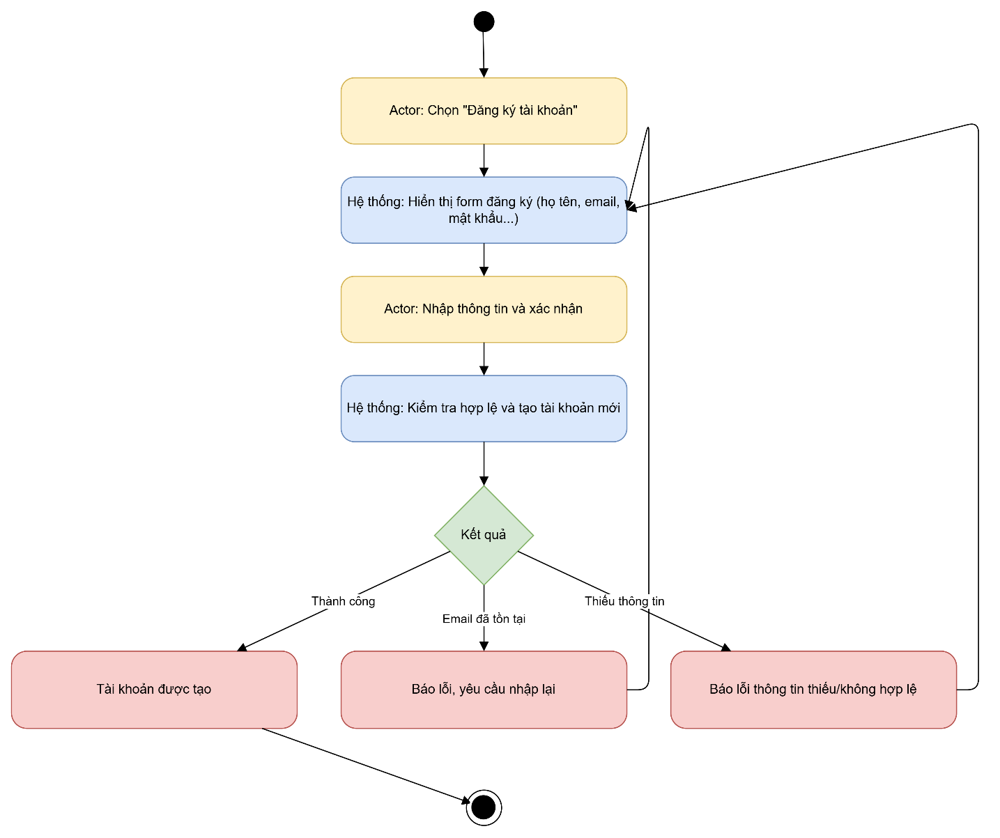 Actor: Chọn "Đăng ký tài khoản"
Hệ thống: Hiển thị form đăng ký (họ tên, email,
mật khẩu...)
Actor: Nhập thông tin và xác nhận
Hệ thống: Kiểm tra hợp lệ và tạo tài khoản mới
Kết quả
Thành công
Thiếu thông tin
Email đã tồn tại
Tài khoản được tạo
Báo lỗi, yêu cầu nhập lại
Báo lỗi thông tin thiếu/không hợp lệ